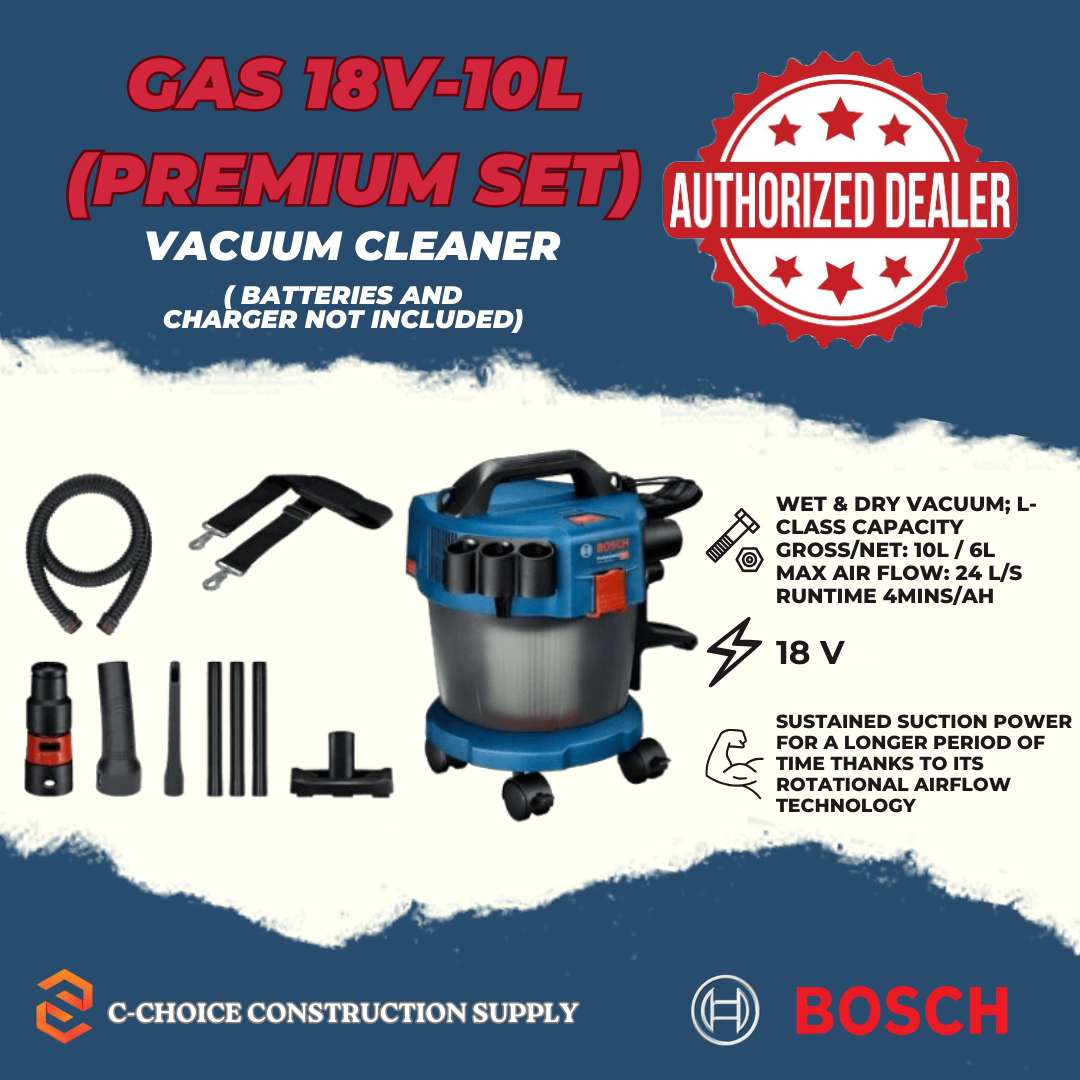 GAS 18V-10L
(PREMIUM SET)
VACUUM CLEANER
( BATTERIES AND
CHARGER NOT INCLUDED)
AUTHORIZED DEALER
BOSCH
WET & DRY VACUUM; L-
CLASS CAPACITY
GROSS/NET: 10L / 6L
MAX AIR FLOW: 24 L/S
RUNTIME 4MINS/AH
18 V
SUSTAINED SUCTION POWER
FOR A LONGER PERIOD OF
TIME THANKS TO ITS
ROTATIONAL AIRFLOW
TECHNOLOGY
C-CHOICE CONSTRUCTION SUPPLY
BOSCH